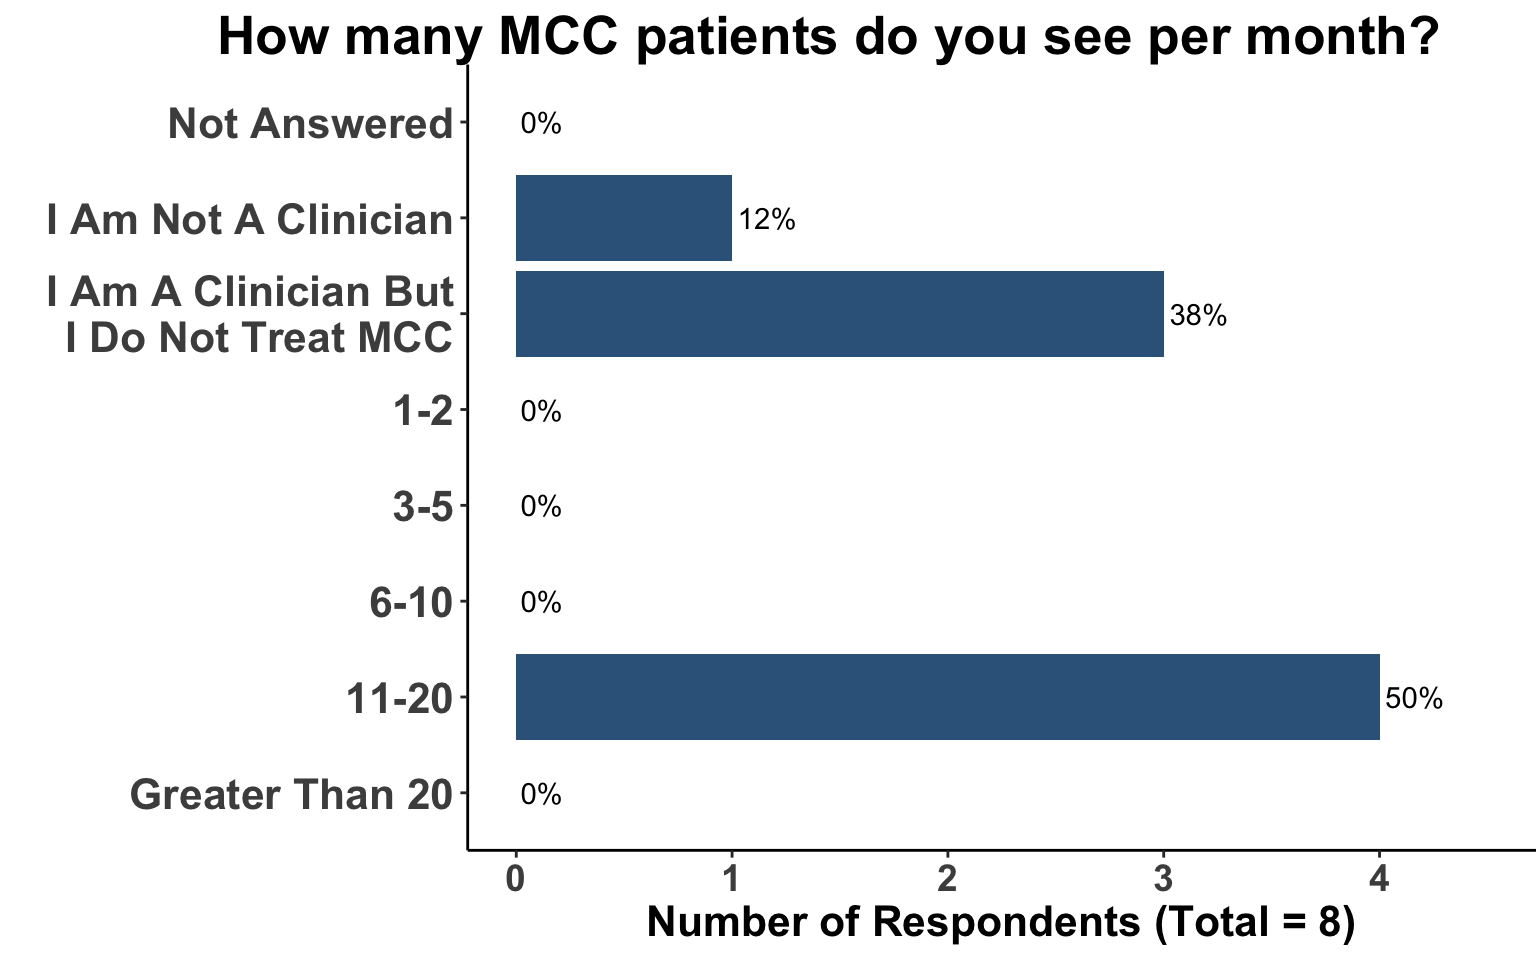 How many MCC patients do you see per month?
Not Answered
0%
I Am Not A Clinician
12%
I Am A Clinician But
I Do Not Treat MCC
38%
1-2
0%
3-5
0%
6-10
0%
11-20
50%
Greater Than 20
0%
0 1 2 3 4
Number of Respondents (Total = 8)